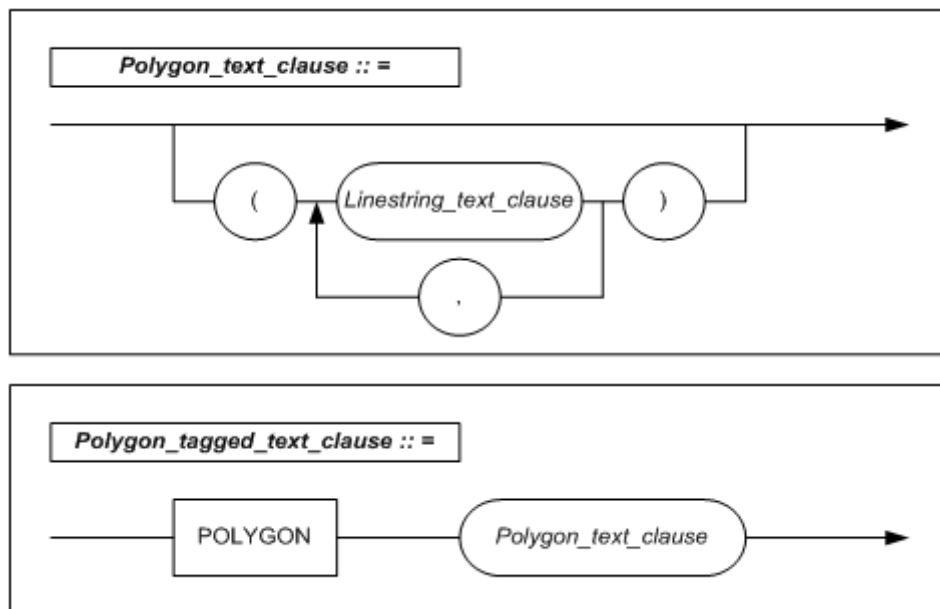 Polygon_text_clause :: =
( Linestring_text_clause )
,
Polygon_tagged_text_clause :: =
POLYGON Polygon_text_clause